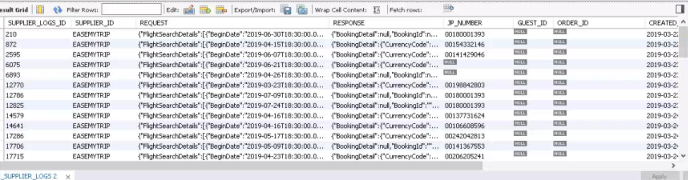 Result Grid Filter Rows: Edit: Export/Import: Wrap Cell Content: Fetch rows:
SUPPLIER_LOGS_ID SUPPLIER_ID REQUEST RESPONSE JP_NUMBER GUEST_ID ORDER_ID CREATED
210 EASEMYTRIP {"FlightSearchDetails":[{"BeginDate":"2019-06-30T18:30:00.0... {"BookingDetail":null,"BookingId":n... 00180001393 NULL NULL 2019-03-2
872 EASEMYTRIP {"FlightSearchDetails":[{"BeginDate":"2019-04-15T18:30:00.0... {"BookingDetail":{"CurrencyCode":... 00154332146 NULL NULL 2019-03-2
2595 EASEMYTRIP {"FlightSearchDetails":[{"BeginDate":"2019-06-07T18:30:00.0... {"BookingDetail":{"CurrencyCode":... 00141429046 NULL NULL 2019-03-2
6075 EASEMYTRIP {"FlightSearchDetails":[{"BeginDate":"2019-06-21T18:30:00.0... {"BookingDetail":{"CurrencyCode":... NULL NULL NULL 2019-03-2
6893 EASEMYTRIP {"FlightSearchDetails":[{"BeginDate":"2019-04-26T18:30:00.0... {"BookingDetail":null,"BookingId":n... NULL NULL NULL 2019-03-2
12770 EASEMYTRIP {"FlightSearchDetails":[{"BeginDate":"2019-03-23T18:30:00.0... {"BookingDetail":{"CurrencyCode":... 00198842803 NULL NULL 2019-03-2
12786 EASEMYTRIP {"FlightSearchDetails":[{"BeginDate":"2019-07-07T18:30:00.0... {"BookingDetail":null,"BookingId":n... 00180001393 NULL NULL 2019-03-2
12825 EASEMYTRIP {"FlightSearchDetails":[{"BeginDate":"2019-07-24T18:30:00.0... {"BookingDetail":null,"BookingId":""... 00180001393 NULL NULL 2019-03-2
14579 EASEMYTRIP {"FlightSearchDetails":[{"BeginDate":"2019-04-16T18:30:00.0... {"BookingDetail":{"CurrencyCode":... 00137731624 NULL NULL 2019-03-24
14641 EASEMYTRIP {"FlightSearchDetails":[{"BeginDate":"2019-04-16T18:30:00.0... {"BookingDetail":{"CurrencyCode":... 00106608596 NULL NULL 2019-03-24
17286 EASEMYTRIP {"FlightSearchDetails":[{"BeginDate":"2019-05-17T18:30:00.0... {"BookingDetail":{"CurrencyCode":... 00242042813 NULL NULL 2019-03-24
17706 EASEMYTRIP {"FlightSearchDetails":[{"BeginDate":"2019-05-09T18:30:00.0... {"BookingDetail":null,"BookingId":""... 00141367553 NULL NULL 2019-03-24
17715 EASEMYTRIP {"FlightSearchDetails":[{"BeginDate":"2019-04-23T18:30:00.0... {"BookingDetail":{"CurrencyCode":... 00206205241 NULL NULL 2019-03-24
_SUPPLIER_LOGS 2 Apply